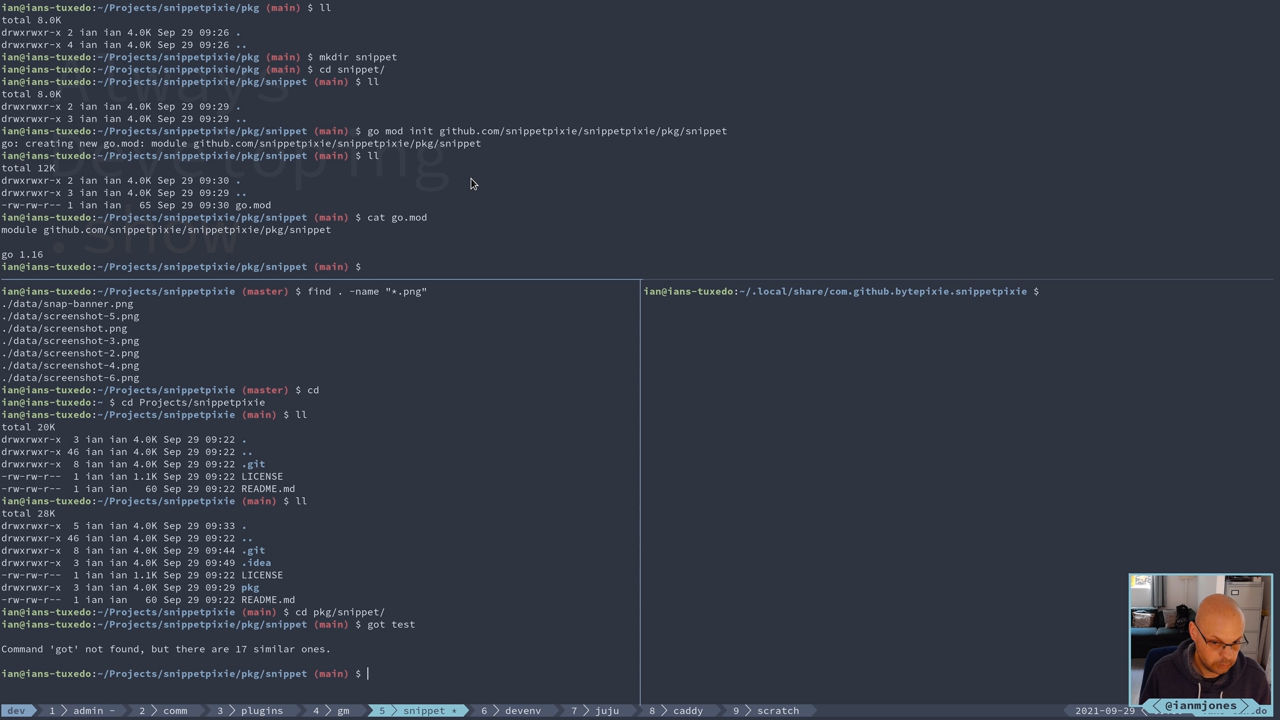 ian@ians-tuxedo:~/Projects/snippetpixie/pkg (main) $ ll
total 8.0K
drwxrwxr-x 2 ian ian 4.0K Sep 29 09:26 .
drwxrwxr-x 4 ian ian 4.0K Sep 29 09:26 ..
ian@ians-tuxedo:~/Projects/snippetpixie/pkg (main) $ mkdir snippet
ian@ians-tuxedo:~/Projects/snippetpixie/pkg (main) $ cd snippet/
ian@ians-tuxedo:~/Projects/snippetpixie/pkg/snippet (main) $ ll
total 8.0K
drwxrwxr-x 2 ian ian 4.0K Sep 29 09:29 .
drwxrwxr-x 3 ian ian 4.0K Sep 29 09:29 ..
ian@ians-tuxedo:~/Projects/snippetpixie/pkg/snippet (main) $ go mod init github.com/snippetpixie/snippetpixie/pkg/snippet
go: creating new go.mod: module github.com/snippetpixie/snippetpixie/pkg/snippet
ian@ians-tuxedo:~/Projects/snippetpixie/pkg/snippet (main) $ ll
total 12K
drwxrwxr-x 2 ian ian 4.0K Sep 29 09:30 .
drwxrwxr-x 3 ian ian 4.0K Sep 29 09:29 ..
-rw-rw-r-- 1 ian ian   65 Sep 29 09:30 go.mod
ian@ians-tuxedo:~/Projects/snippetpixie/pkg/snippet (main) $ cat go.mod
module github.com/snippetpixie/snippetpixie/pkg/snippet
go 1.16
ian@ians-tuxedo:~/Projects/snippetpixie/pkg/snippet (main) $
Always
Developing
.show
ian@ians-tuxedo:~/Projects/snippetpixie (master) $ find . -name "*.png"
./data/snap-banner.png
./data/screenshot-5.png
./data/screenshot.png
./data/screenshot-3.png
./data/screenshot-2.png
./data/screenshot-4.png
./data/screenshot-6.png
ian@ians-tuxedo:~/Projects/snippetpixie (master) $ cd
ian@ians-tuxedo:~ $ cd Projects/snippetpixie
ian@ians-tuxedo:~/Projects/snippetpixie (main) $ ll
total 20K
drwxrwxr-x  3 ian ian 4.0K Sep 29 09:22 .
drwxrwxr-x 46 ian ian 4.0K Sep 29 09:22 ..
drwxrwxr-x  8 ian ian 4.0K Sep 29 09:22 .git
-rw-rw-r--  1 ian ian 1.1K Sep 29 09:22 LICENSE
-rw-rw-r--  1 ian ian   60 Sep 29 09:22 README.md
ian@ians-tuxedo:~/Projects/snippetpixie (main) $ ll
total 28K
drwxrwxr-x  5 ian ian 4.0K Sep 29 09:33 .
drwxrwxr-x 46 ian ian 4.0K Sep 29 09:22 ..
drwxrwxr-x  8 ian ian 4.0K Sep 29 09:44 .git
drwxrwxr-x  3 ian ian 4.0K Sep 29 09:49 .idea
-rw-rw-r--  1 ian ian 1.1K Sep 29 09:22 LICENSE
drwxrwxr-x  3 ian ian 4.0K Sep 29 09:29 pkg
-rw-rw-r--  1 ian ian   60 Sep 29 09:22 README.md
ian@ians-tuxedo:~/Projects/snippetpixie (main) $ cd pkg/snippet/
ian@ians-tuxedo:~/Projects/snippetpixie/pkg/snippet (main) $ got test
Command 'got' not found, but there are 17 similar ones.
ian@ians-tuxedo:~/Projects/snippetpixie/pkg/snippet (main) $
ian@ians-tuxedo:~/.local/share/com.github.bytepixie.snippetpixie $
@ianmjones
dev 1 admin - 2 comm 3 plugins 4 gm 5 snippet * 6 devenv 7 juju 8 caddy 9 scratch 2021-09-29